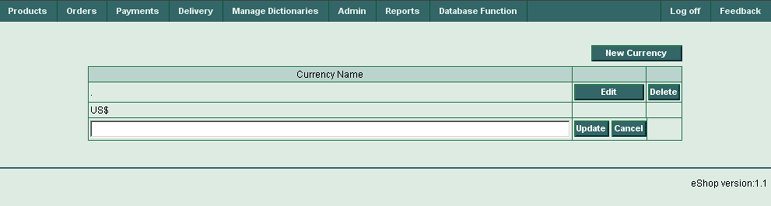 Products Orders Payments Delivery Manage Dictionaries Admin Reports Database Function Log off Feedback
New Currency
Currency Name
. Edit Delete
US$
Update Cancel
eShop version:1.1